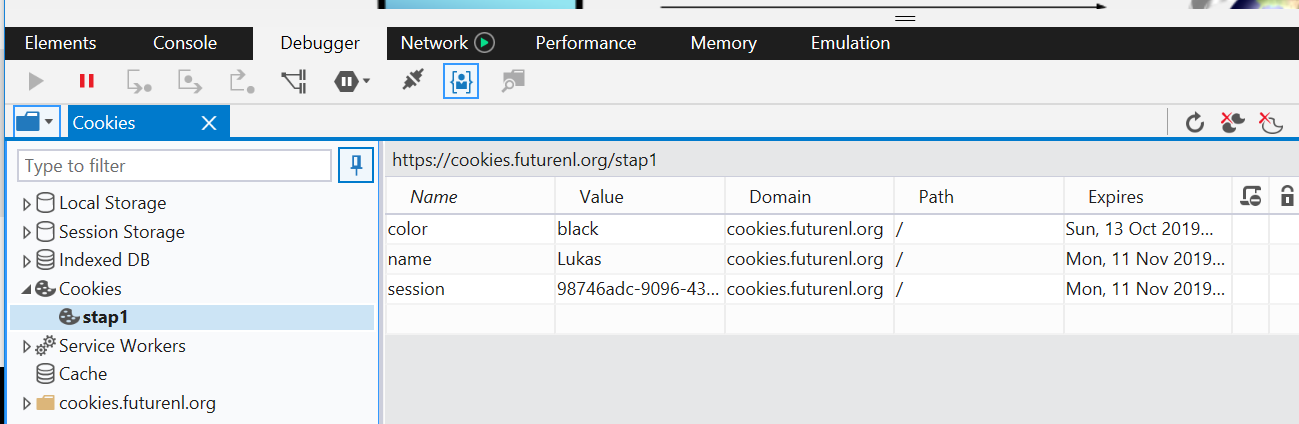 Elements Console Debugger Network Performance Memory Emulation
Cookies
Type to filter
https://cookies.futurenl.org/stap1
Name Value Domain Path Expires
Local Storage
Session Storage
Indexed DB
Cookies
stap1
Service Workers
Cache
cookies.futurenl.org
color black cookies.futurenl.org / Sun, 13 Oct 2019...
name Lukas cookies.futurenl.org / Mon, 11 Nov 2019...
session 98746adc-9096-43... cookies.futurenl.org / Mon, 11 Nov 2019...